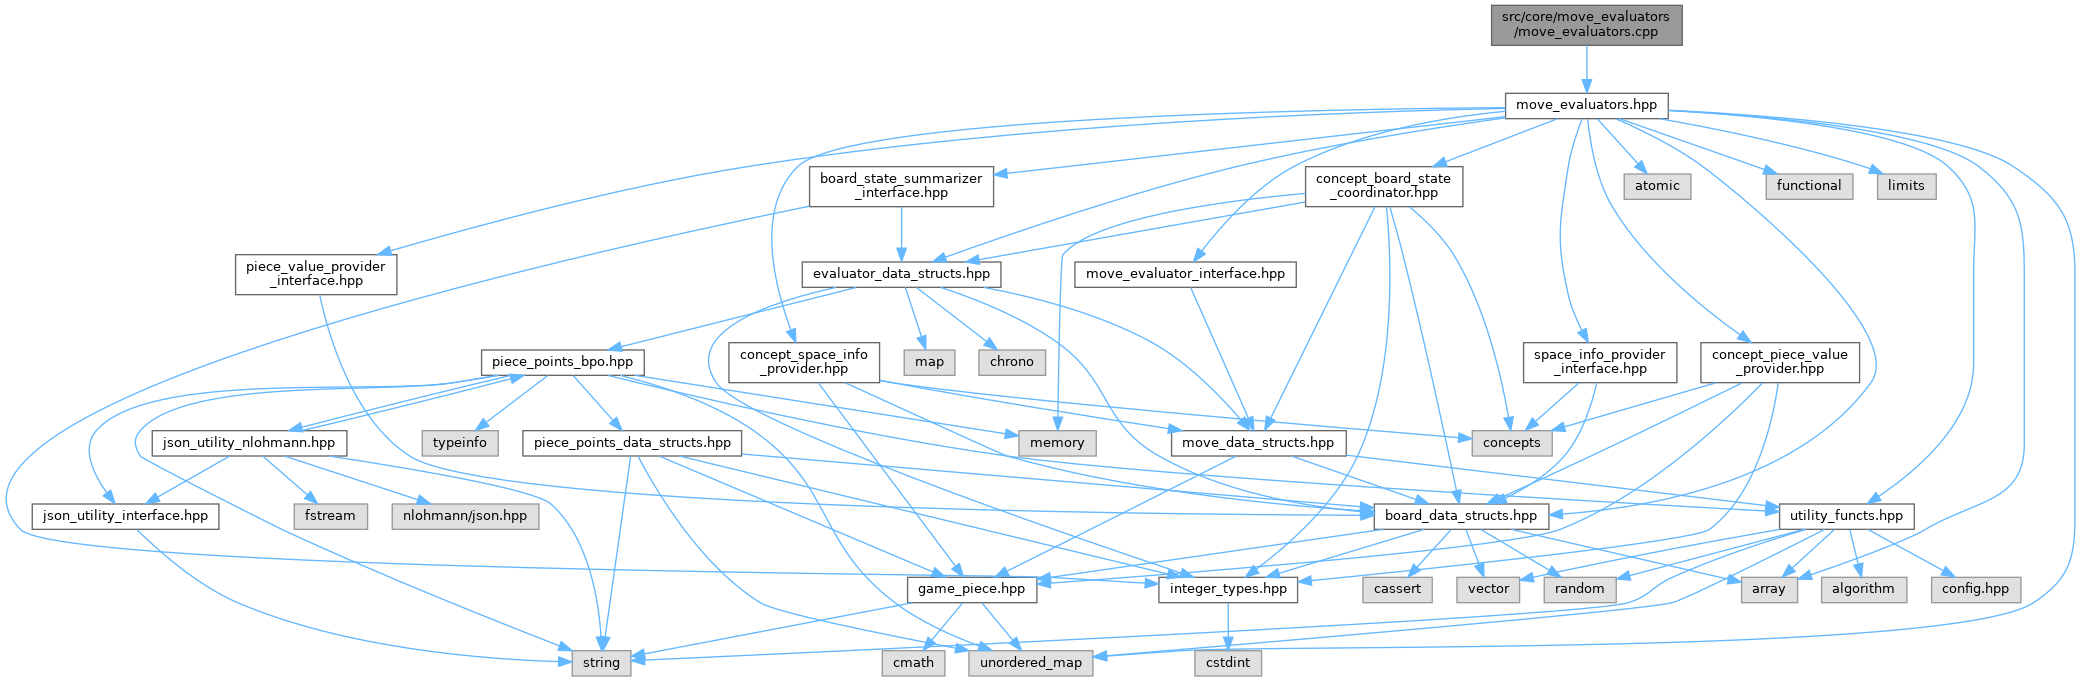 src/core/move_evaluators
/move_evaluators.cpp
move_evaluators.hpp
board_state_summarizer
_interface.hpp
concept_board_state
_coordinator.hpp
atomic
functional
limits
piece_value_provider
_interface.hpp
evaluator_data_structs.hpp
move_evaluator_interface.hpp
piece_points_bpo.hpp
concept_space_info
_provider.hpp
map
chrono
space_info_provider
_interface.hpp
concept_piece_value
_provider.hpp
json_utility_nlohmann.hpp
typeinfo
piece_points_data_structs.hpp
memory
move_data_structs.hpp
concepts
json_utility_interface.hpp
fstream
nlohmann/json.hpp
board_data_structs.hpp
utility_functs.hpp
game_piece.hpp
integer_types.hpp
cassert
vector
random
array
algorithm
config.hpp
string
cmath
unordered_map
cstdint